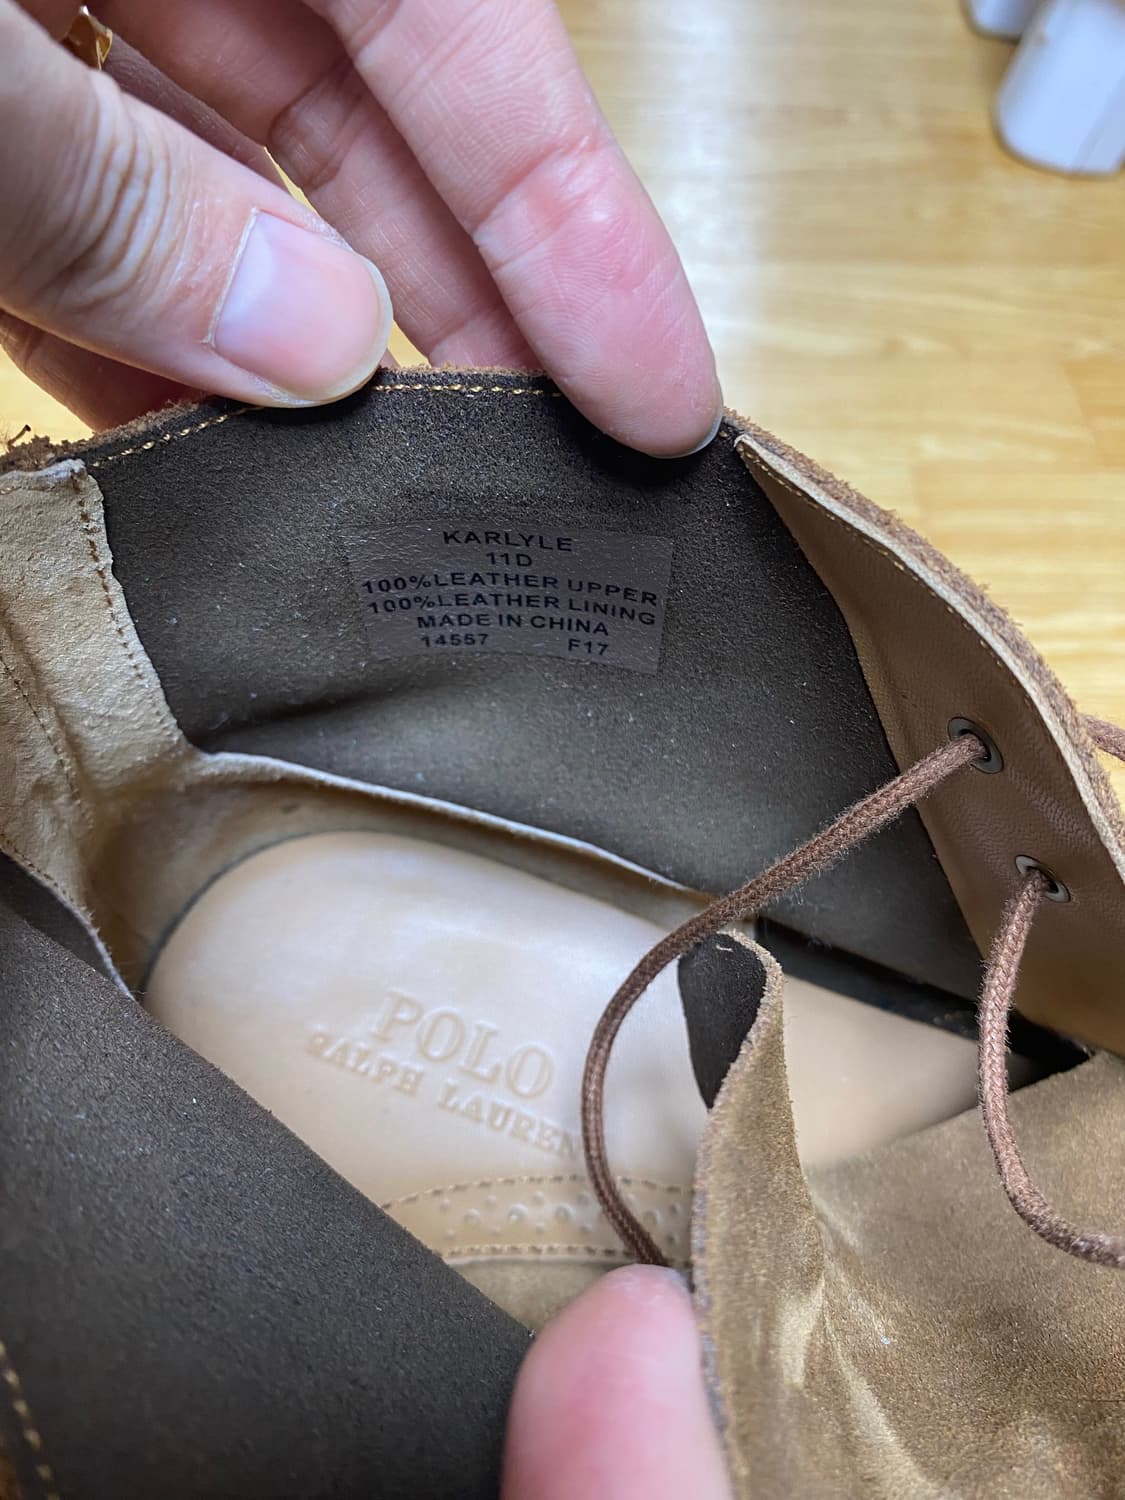 KARLYLE
11D
100%LEATHER UPPER
100%LEATHER LINING
MADE IN CHINA
14557 F17
POLO
RALPH LAUREN